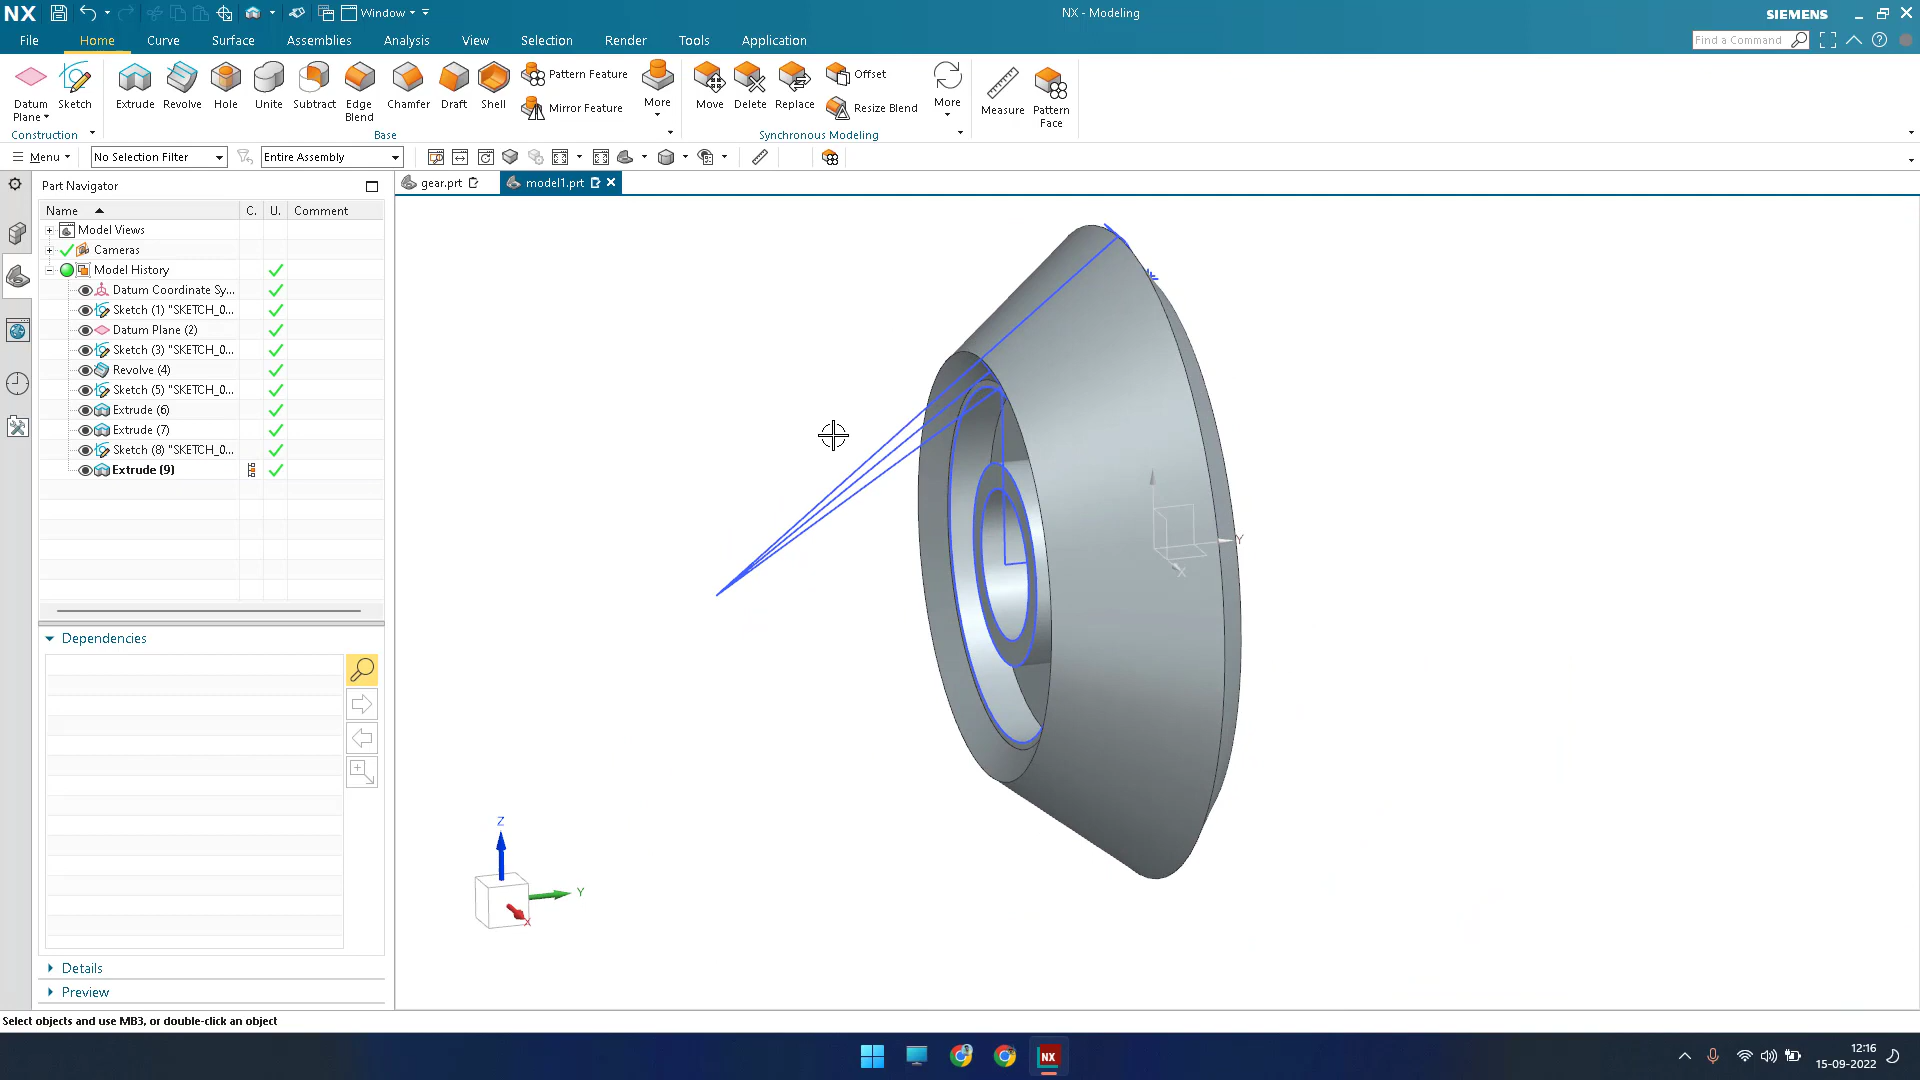 NX
Window
NX - Modeling
SIEMENS
File
Home
Curve
Surface
Assemblies
Analysis
View
Selection
Render
Tools
Application
Find a Command
Datum Plane
Sketch
Extrude
Revolve
Hole
Unite
Subtract
Edge Blend
Chamfer
Draft
Shell
Pattern Feature
Mirror Feature
More
Move
Delete
Replace
Offset
Resize Blend
More
Measure
Pattern Face
Construction
Base
Synchronous Modeling
Menu
No Selection Filter
Entire Assembly
Part Navigator
gear.prt
model1.prt
Name
C.
U.
Comment
Model Views
Cameras
Model History
Datum Coordinate Sy...
Sketch (1) "SKETCH_0...
Datum Plane (2)
Sketch (3) "SKETCH_0...
Revolve (4)
Sketch (5) "SKETCH_0...
Extrude (6)
Extrude (7)
Sketch (8) "SKETCH_0...
Extrude (9)
Y
X
Dependencies
Z
Y
X
Details
Preview
Select objects and use MB3, or double-click an object
NX
12:16
15-09-2022